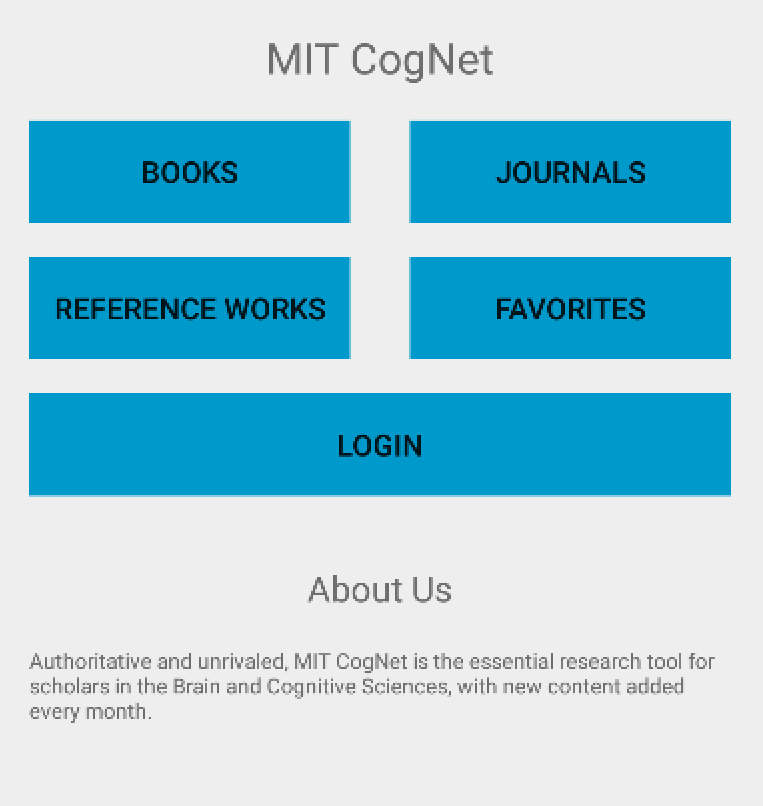 MIT CogNet
BOOKS
JOURNALS
REFERENCE WORKS
FAVORITES
LOGIN
About Us
Authoritative and unrivaled, MIT CogNet is the essential research tool for
scholars in the Brain and Cognitive Sciences, with new content added
every month.